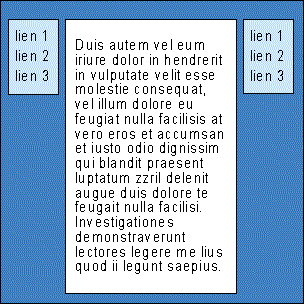 lien 1
lien 2
lien 3
Duis autem vel eum
iriure dolor in hendrerit
in vulputate velit esse
molestie consequat,
vel illum dolore eu
feugiat nulla facilisis at
vero eros et accumsan
et iusto odio dignissim
qui blandit praesent
luptatum zzril delenit
augue duis dolore te
feugait nulla facilisi.
Investigationes
demonstraverunt
lectores legere me lius
quod ii legunt saepius.
lien 1
lien 2
lien 3